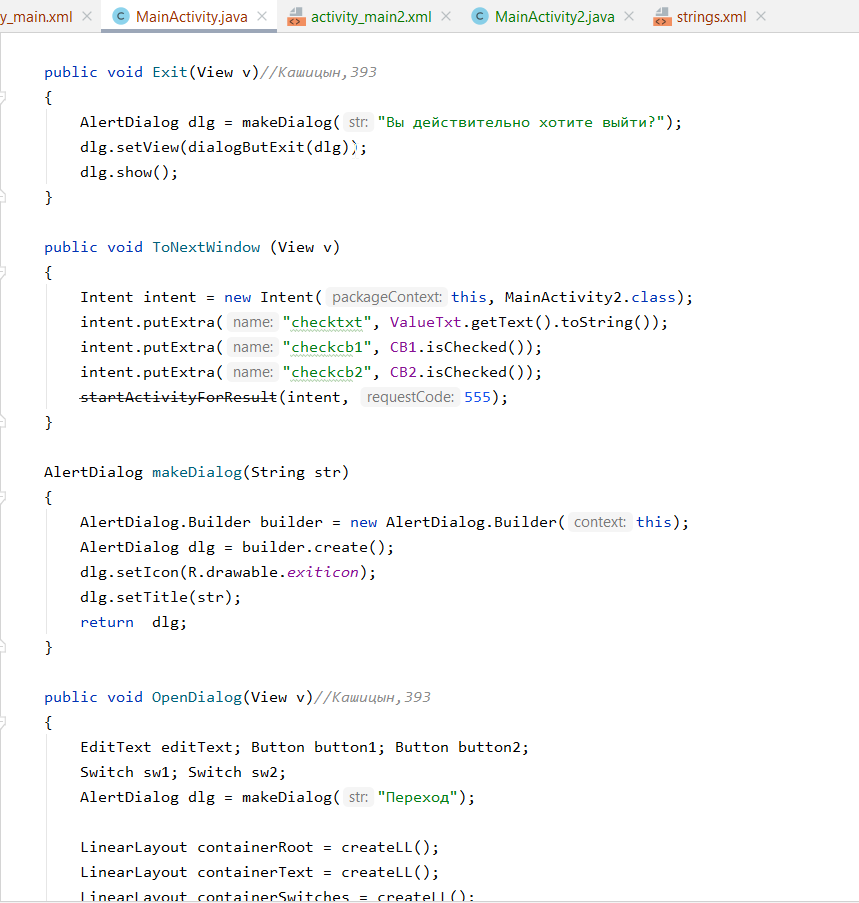 y_main.xml MainActivity.java activity_main2.xml MainActivity2.java strings.xml
public void Exit(View v)//Кашицын,393
{
AlertDialog dlg = makeDialog( str: "Вы действительно хотите выйти?");
dlg.setView(dialogButExit(dlg));
dlg.show();
}
public void ToNextWindow (View v)
{
Intent intent = new Intent( packageContext: this, MainActivity2.class);
intent.putExtra( name: "checktxt", ValueTxt.getText().toString());
intent.putExtra( name: "checkcb1", CB1.isChecked());
intent.putExtra( name: "checkcb2", CB2.isChecked());
startActivityForResult(intent, requestCode: 555);
}
AlertDialog makeDialog(String str)
{
AlertDialog.Builder builder = new AlertDialog.Builder( context: this);
AlertDialog dlg = builder.create();
dlg.setIcon(R.drawable.exiticon);
dlg.setTitle(str);
return  dlg;
}
public void OpenDialog(View v)//Кашицын,393
{
EditText editText; Button button1; Button button2;
Switch sw1; Switch sw2;
AlertDialog dlg = makeDialog( str: "Переход");
LinearLayout containerRoot = createLL();
LinearLayout containerText = createLL();
LinearLayout containerSwitches = createLL();